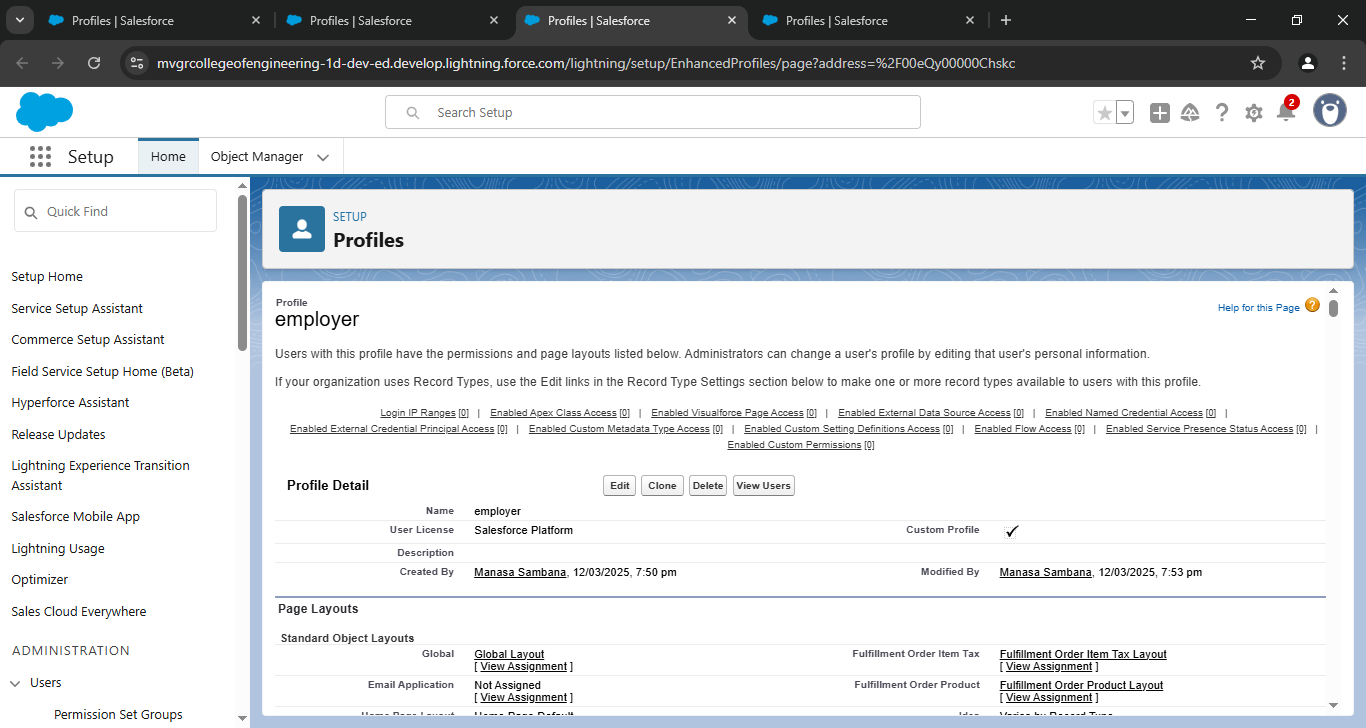 Profiles | Salesforce
Profiles | Salesforce
Profiles | Salesforce
Profiles | Salesforce
mvgrcollegeofengineering-1d-dev-ed.develop.lightning.force.com/lightning/setup/EnhancedProfiles/page?address=%2F00eQy00000Chskc
Search Setup
2
Setup
Home
Object Manager
Quick Find
Setup Home
Service Setup Assistant
Commerce Setup Assistant
Field Service Setup Home (Beta)
Hyperforce Assistant
Release Updates
Lightning Experience Transition
Assistant
Salesforce Mobile App
Lightning Usage
Optimizer
Sales Cloud Everywhere
ADMINISTRATION
Users
Permission Set Groups
SETUP
Profiles
Profile
employer
Help for this Page ?
Users with this profile have the permissions and page layouts listed below. Administrators can change a user's profile by editing that user's personal information.
If your organization uses Record Types, use the Edit links in the Record Type Settings section below to make one or more record types available to users with this profile.
Login IP Ranges [0] | Enabled Apex Class Access [0] | Enabled Visualforce Page Access [0] | Enabled External Data Source Access [0] | Enabled Named Credential Access [0] |
Enabled External Credential Principal Access [0] | Enabled Custom Metadata Type Access [0] | Enabled Custom Setting Definitions Access [0] | Enabled Flow Access [0] | Enabled Service Presence Status Access [0] |
Enabled Custom Permissions [0]
Profile Detail Edit Clone Delete View Users
Name employer
User License Salesforce Platform Custom Profile
Description
Created By Manasa Sambana, 12/03/2025, 7:50 pm Modified By Manasa Sambana, 12/03/2025, 7:53 pm
Page Layouts
Standard Object Layouts
Global Global Layout Fulfillment Order Item Tax Fulfillment Order Item Tax Layout
[ View Assignment ] [ View Assignment ]
Email Application Not Assigned Fulfillment Order Product Fulfillment Order Product Layout
[ View Assignment ] [ View Assignment ]
Home Page Layout Home Page Default Idea Varies by Record Type